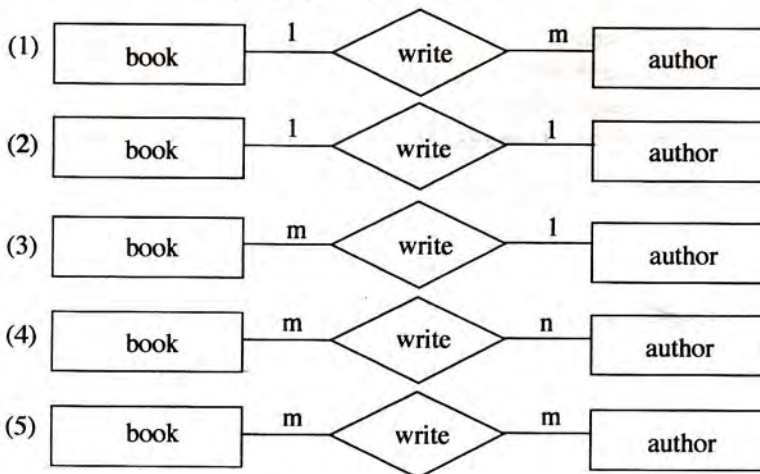 (1) book 1 write m author
(2) book 1 write 1 author
(3) book m write 1 author
(4) book m write n author
(5) book m write m author